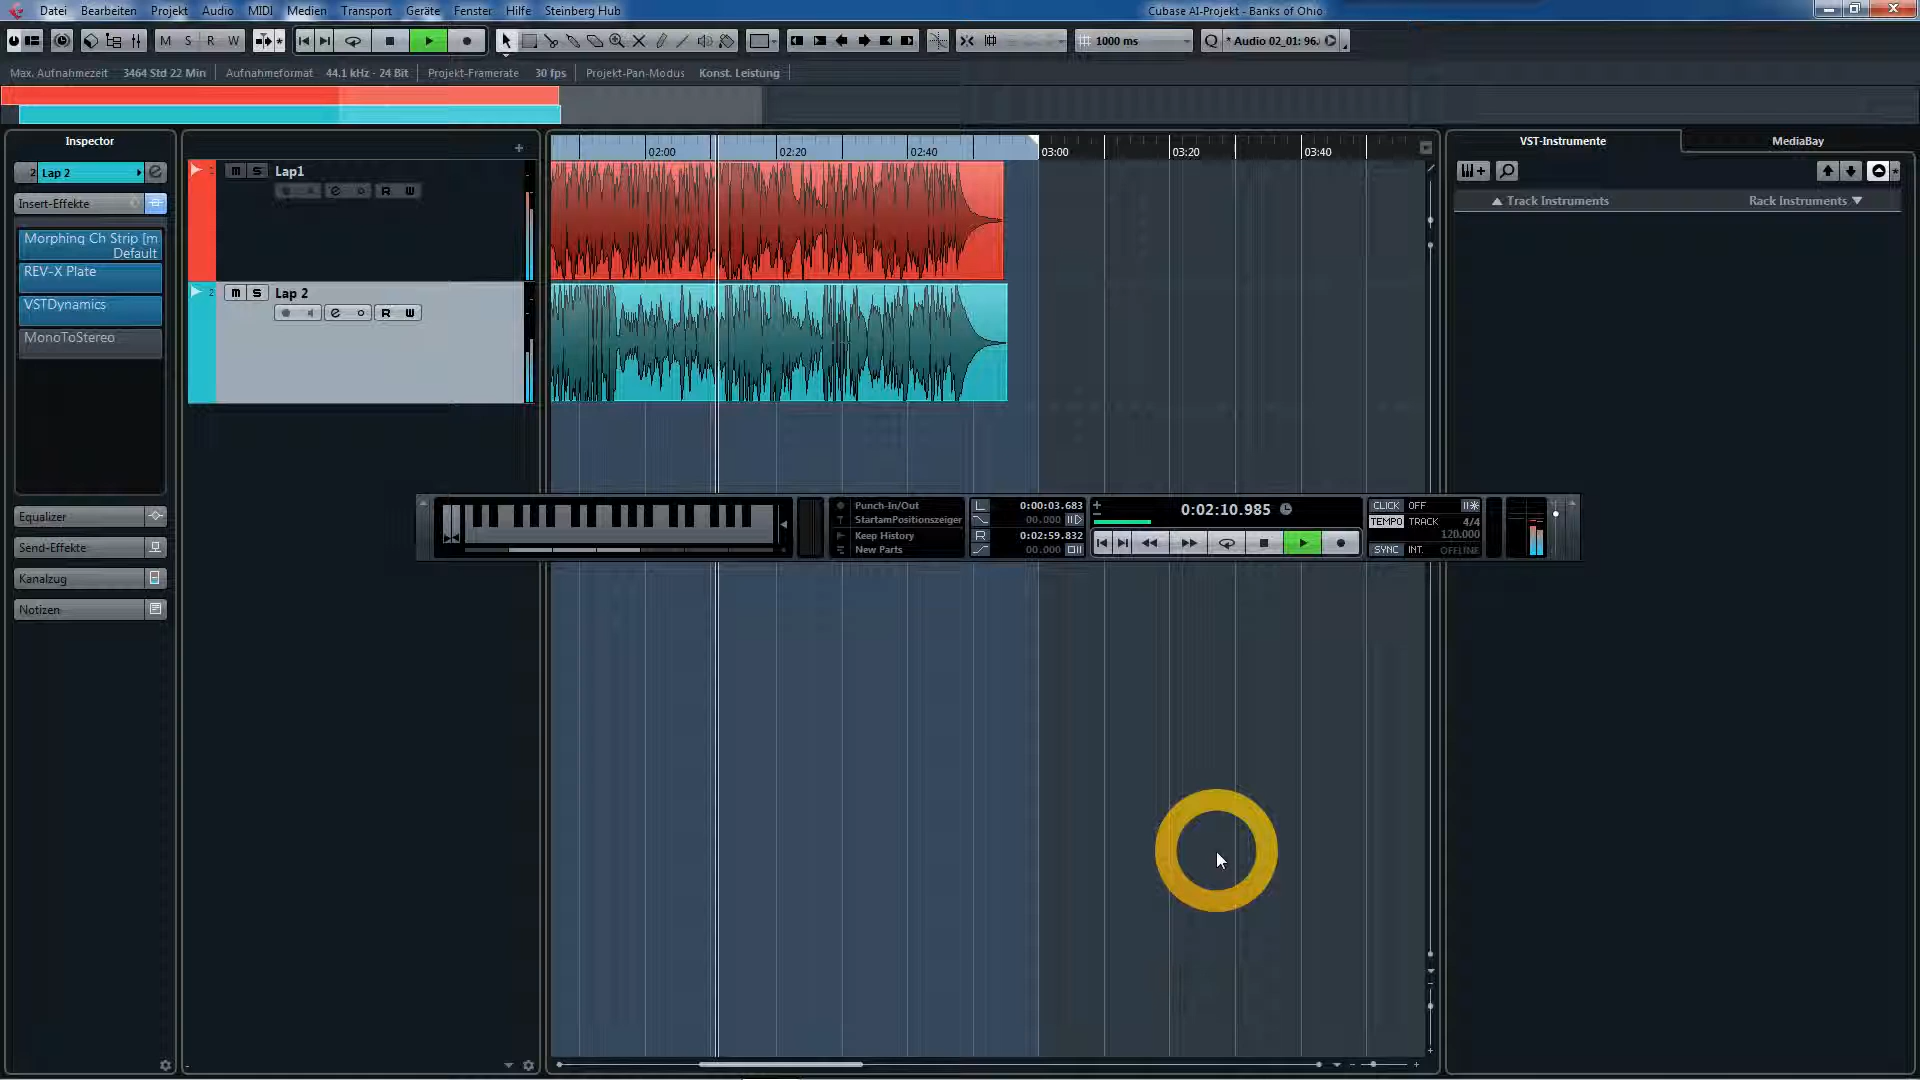 Datei Bearbeiten Projekt Audio MIDI Medien Transport Geräte Fenster Hilfe Steinberg Hub Cubase AI-Projekt - Banks of Ohio
M S R W 1000 ms * Audio 02_01: 96.
Max. Aufnahmezeit 3464 Std 22 Min Aufnahmeformat 44.1 kHz - 24 Bit Projekt-Framerate 30 fps Projekt-Pan-Modus Konst. Leistung
Inspector
VST-Instrumente MediaBay
02:00 02:20 02:40 03:00 03:20 03:40
2 Lap 2
1 m S Lap1
R W
Insert-Effekte
Track Instruments Rack Instruments
Morphing Ch Strip [m
Default
REV-X Plate
VSTDynamics
MonoToStereo
2 m S Lap 2
R W
Punch-In/Out
StartamPositionszeiger
Keep History
New Parts
L 0:00:03.683
00.000
R 0:02:59.832
00.000
0:02:10.985
CLICK OFF
TEMPO TRACK 4/4
120.000
SYNC INT. OFFLINE
Equalizer
Send-Effekte
Kanalzug
Notizen